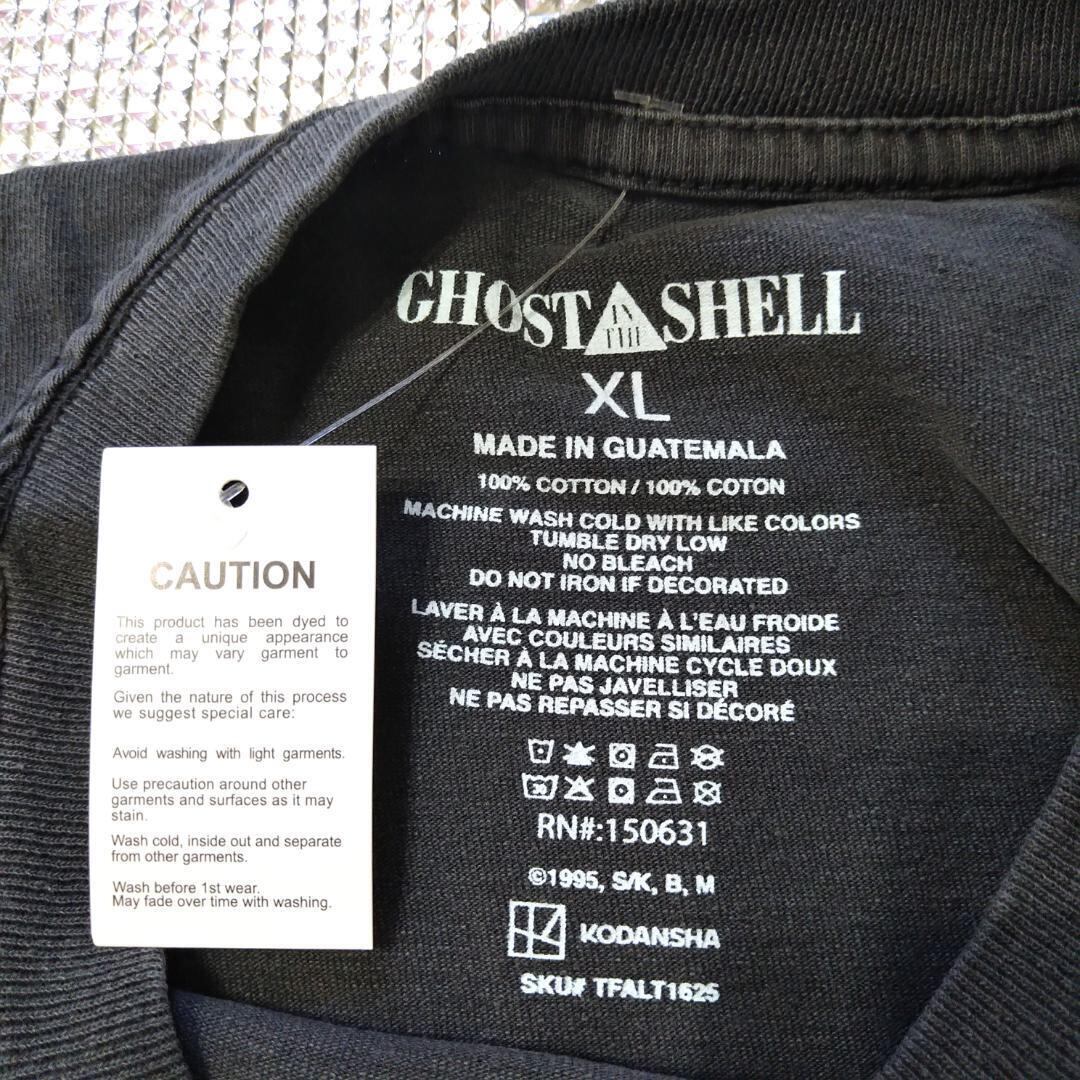 GHOST IN THE SHELL
XL
MADE IN GUATEMALA
100% COTTON / 100% COTON
MACHINE WASH COLD WITH LIKE COLORS
TUMBLE DRY LOW
NO BLEACH
DO NOT IRON IF DECORATED
LAVER À LA MACHINE À L'EAU FROIDE
AVEC COULEURS SIMILAIRES
SÉCHER À LA MACHINE CYCLE DOUX
NE PAS JAVELLISER
NE PAS REPASSER SI DÉCORÉ
30
RN#:150631
©1995, S/K, B, M
KODANSHA
SKU# TFALT1625
CAUTION
This product has been dyed to
create a unique appearance
which may vary garment to
garment.
Given the nature of this process
we suggest special care:
Avoid washing with light garments.
Use precaution around other
garments and surfaces as it may
stain.
Wash cold, inside out and separate
from other garments.
Wash before 1st wear.
May fade over time with washing.